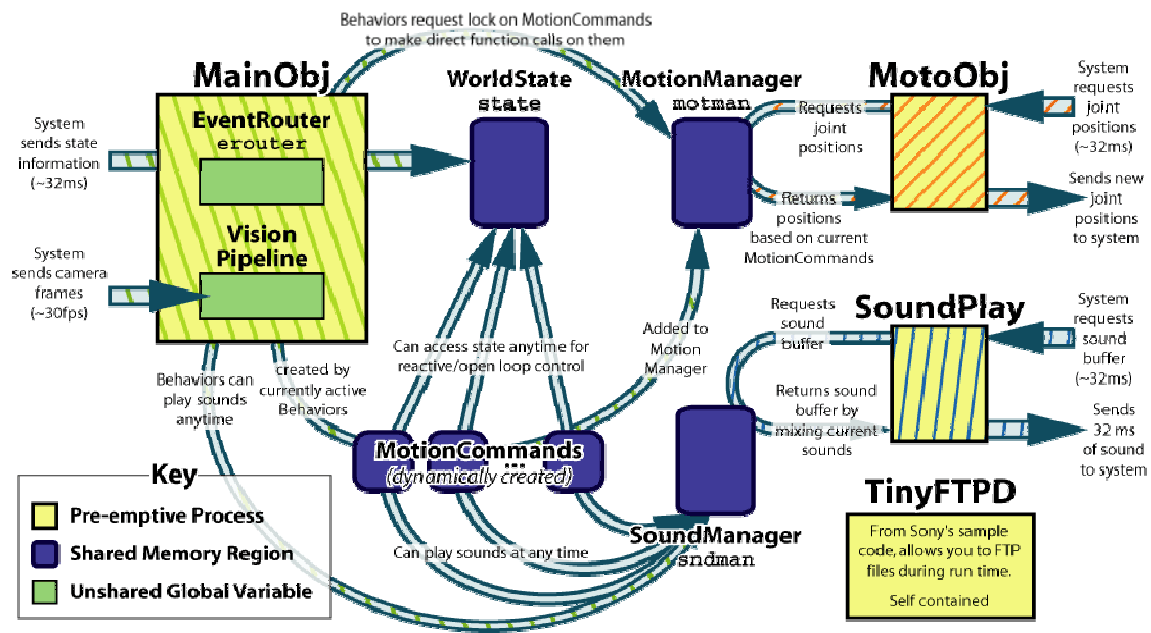 Behaviors request lock on MotionCommands
to make direct function calls on them
MainObj
EventRouter
erouter
Vision
Pipeline
System
sends state
information
(~32ms)
System
sends camera
frames
(~30fps)
WorldState
state
MotionManager
motman
Requests
joint
positions
Returns
positions
based on current
MotionCommands
MotoObj
System
requests
joint
positions
(~32ms)
Sends new
joint
positions
to system
Behaviors can
play sounds
anytime
created by
currently active
Behaviors
Can access state anytime for
reactive/open loop control
Added to
Motion
Manager
Requests
sound
buffer
Returns sound
buffer by
mixing current
sounds
SoundPlay
System
requests
sound
buffer
(~32ms)
Sends
32 ms
of sound
to system
MotionCommands
...
(dynamically created)
Can play sounds at any time
SoundManager
sndman
Key
Pre-emptive Process
Shared Memory Region
Unshared Global Variable
TinyFTPD
From Sony's sample
code, allows you to FTP
files during run time.
Self contained